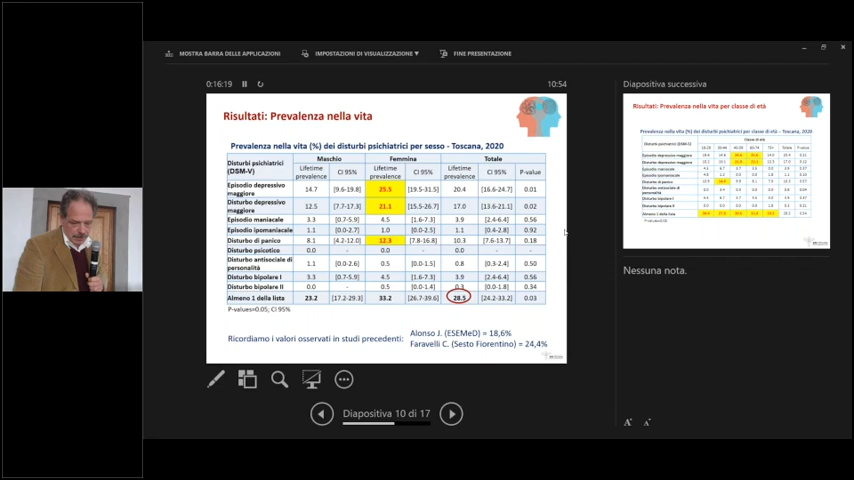 MOSTRA BARRA DELLE APPLICAZIONI IMPOSTAZIONI DI VISUALIZZAZIONE ▼ FINE PRESENTAZIONE
0:16:19 10:54
Risultati: Prevalenza nella vita
Prevalenza nella vita (%) dei disturbi psichiatrici per sesso - Toscana, 2020
Disturbi psichiatrici (DSM-V) Maschio Femmina Totale
Lifetime prevalence CI 95% Lifetime prevalence CI 95% Lifetime prevalence CI 95% P-value
Episodio depressivo maggiore 14.7 [9.6-19.8] 25.5 [19.5-31.5] 20.4 [16.6-24.7] 0.01
Disturbo depressivo maggiore 12.5 [7.7-17.3] 21.1 [15.5-26.7] 17.0 [13.6-21.1] 0.02
Episodio maniacale 3.3 [0.7-5.9] 4.5 [1.6-7.3] 3.9 [2.4-6.4] 0.56
Episodio ipomaniacale 1.1 [0.0-2.7] 1.0 [0.0-2.5] 1.1 [0.4-2.8] 0.92
Disturbo di panico 8.1 [4.2-12.0] 12.3 [7.8-16.8] 10.3 [7.6-13.7] 0.18
Disturbo psicotico 0.0 - 0.0 - 0.0 - -
Disturbo antisociale di personalità 1.1 [0.0-2.6] 0.5 [0.0-1.5] 0.8 [0.3-2.4] 0.50
Disturbo bipolare I 3.3 [0.7-5.9] 4.5 [1.6-7.3] 3.9 [2.4-6.4] 0.56
Disturbo bipolare II 0.0 - 0.5 [0.0-1.4] 0.3 [0.0-1.8] 0.34
Almeno 1 della lista 23.2 [17.2-29.3] 33.2 [26.7-39.6] 28.5 [24.2-33.2] 0.03
P-values=0.05; CI 95%
Ricordiamo i valori osservati in studi precedenti:
Alonso J. (ESEMeD) = 18,6%
Faravelli C. (Sesto Fiorentino) = 24,4%
Diapositiva 10 di 17
Diapositiva successiva
Risultati: Prevalenza nella vita per classe di età
Prevalenza nella vita (%) dei disturbi psichiatrici per classe di età - Toscana, 2020
Nessuna nota.
A A